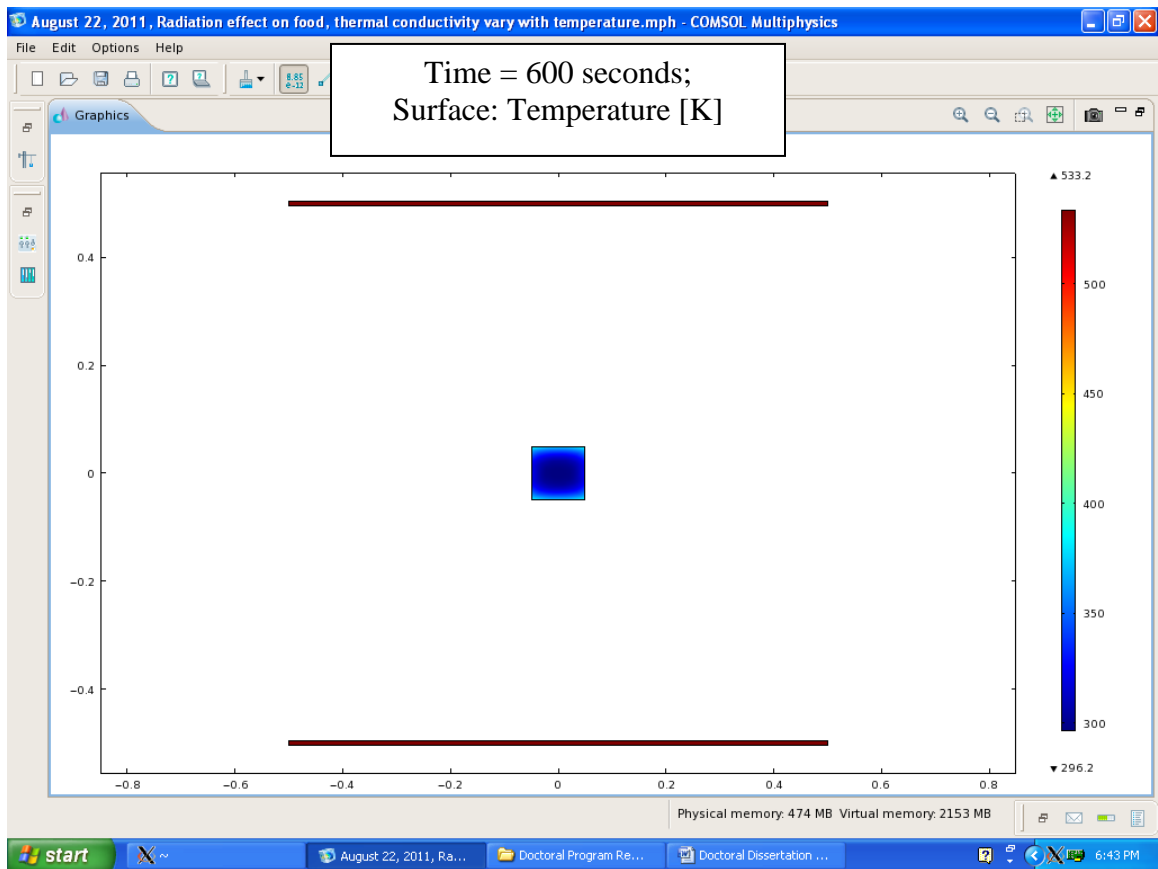 August 22, 2011, Radiation effect on food, thermal conductivity vary with temperature.mph - COMSOL Multiphysics
File Edit Options Help
Time = 600 seconds;
Surface: Temperature [K]
8.85
e-12
Graphics
▲ 533.2
0.4
500
0.2
450
0
400
−0.2
350
−0.4
300
−0.8 −0.6 −0.4 −0.2 0 0.2 0.4 0.6 0.8
▼ 296.2
Physical memory: 474 MB Virtual memory: 2153 MB
start
X ~
August 22, 2011, Ra...
Doctoral Program Re...
Doctoral Dissertation ...
6:43 PM